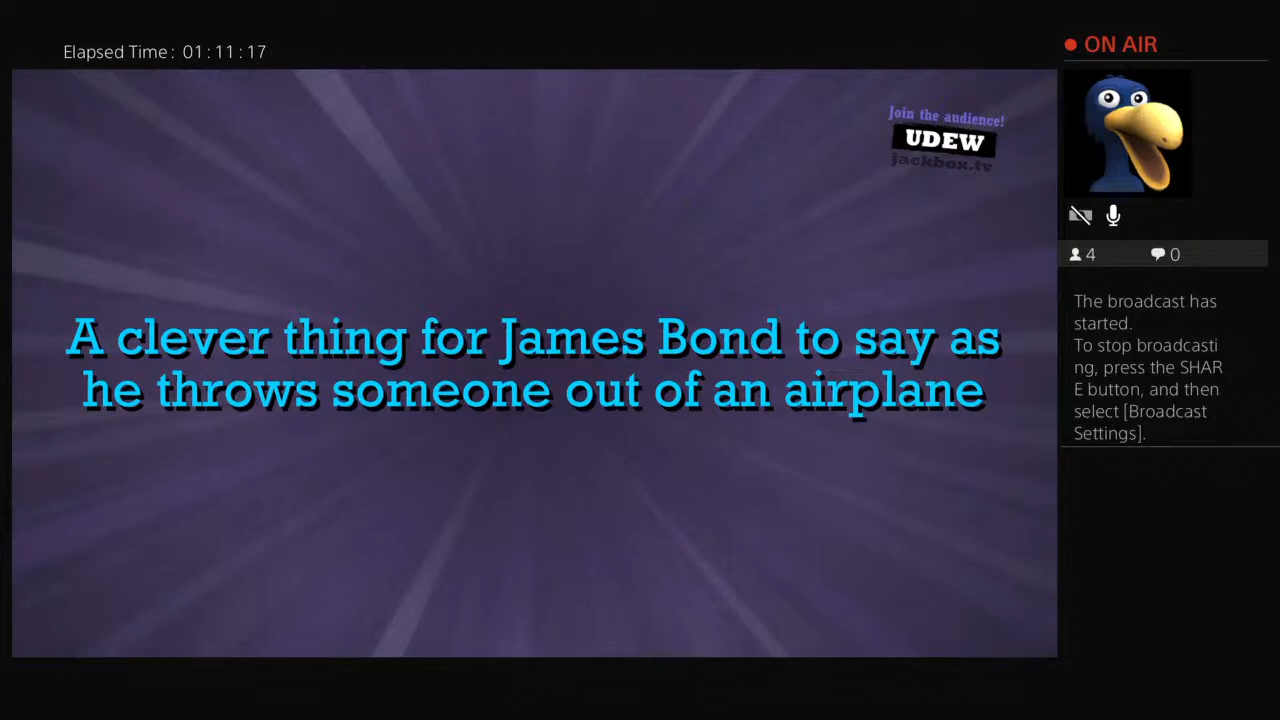 Elapsed Time: 01:11:17
ON AIR
Join the audience!
UDEW
jackbox.tv
A clever thing for James Bond to say as
he throws someone out of an airplane
4
0
The broadcast has
started.
To stop broadcasti
ng, press the SHAR
E button, and then
select [Broadcast
Settings].